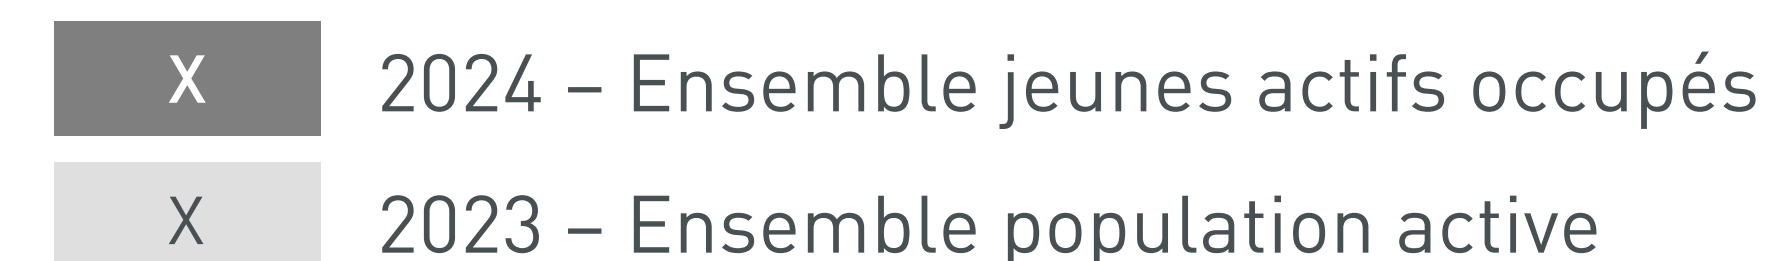 X 2024 – Ensemble jeunes actifs occupés
X 2023 – Ensemble population active